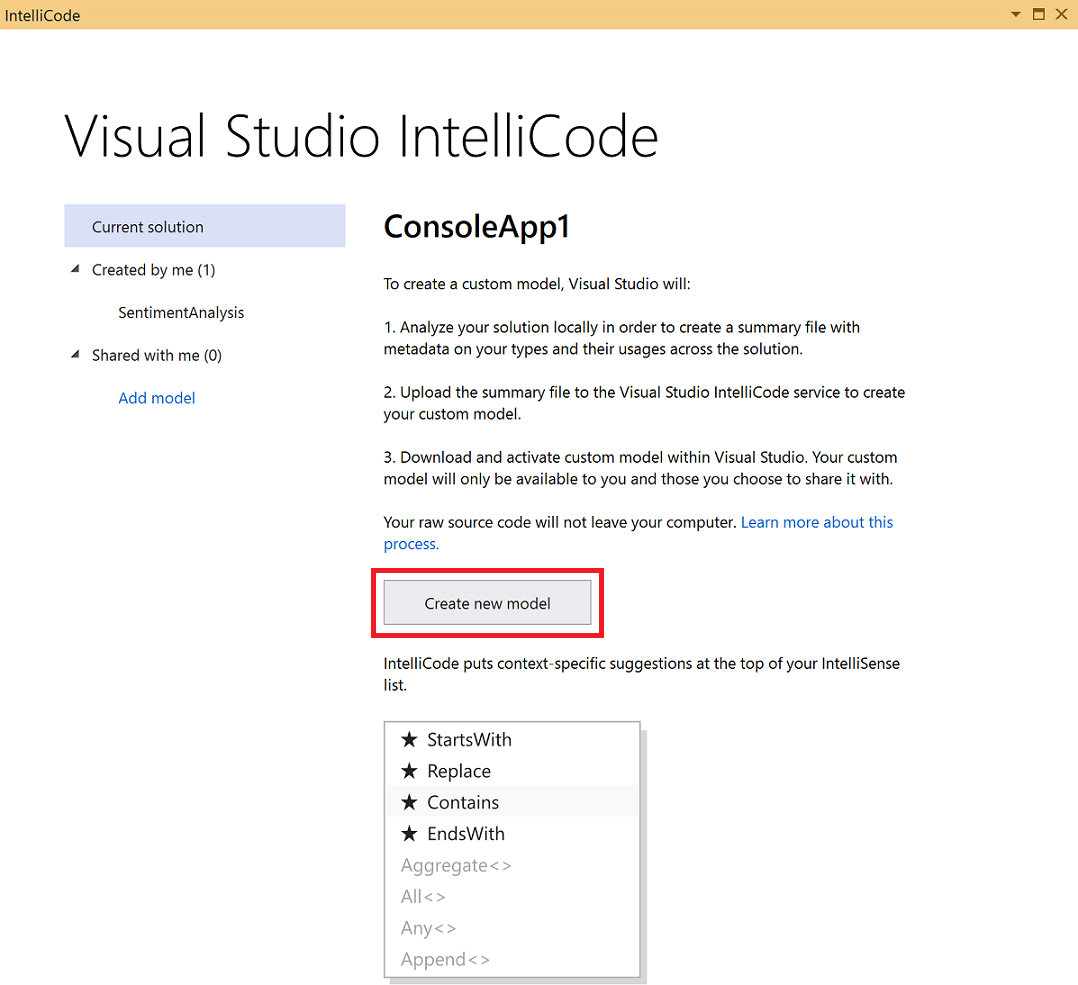 IntelliCode
Visual Studio IntelliCode
Current solution
Created by me (1)
SentimentAnalysis
Shared with me (0)
Add model
ConsoleApp1
To create a custom model, Visual Studio will:
1. Analyze your solution locally in order to create a summary file with
metadata on your types and their usages across the solution.
2. Upload the summary file to the Visual Studio IntelliCode service to create
your custom model.
3. Download and activate custom model within Visual Studio. Your custom
model will only be available to you and those you choose to share it with.
Your raw source code will not leave your computer. Learn more about this
process.
Create new model
IntelliCode puts context-specific suggestions at the top of your IntelliSense
list.
★ StartsWith
★ Replace
★ Contains
★ EndsWith
Aggregate<>
All<>
Any<>
Append<>